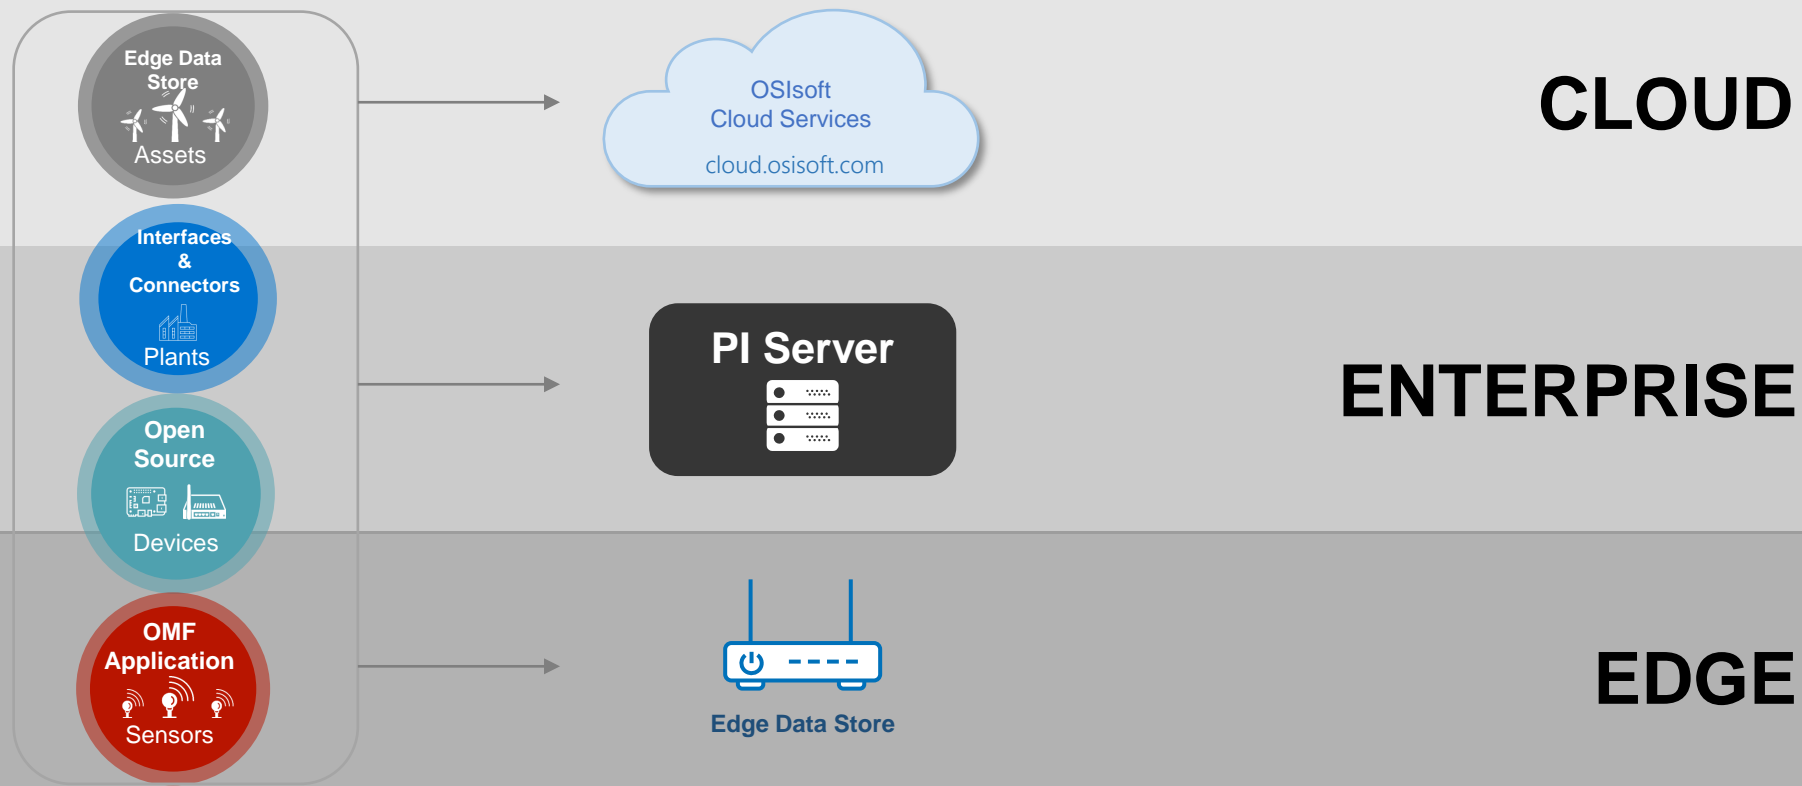 Edge Data
Store
Assets
OSIsoft
Cloud Services
cloud.osisoft.com
CLOUD
Interfaces
&
Connectors
Plants
PI Server
ENTERPRISE
Open
Source
Devices
OMF
Application
Sensors
Edge Data Store
EDGE